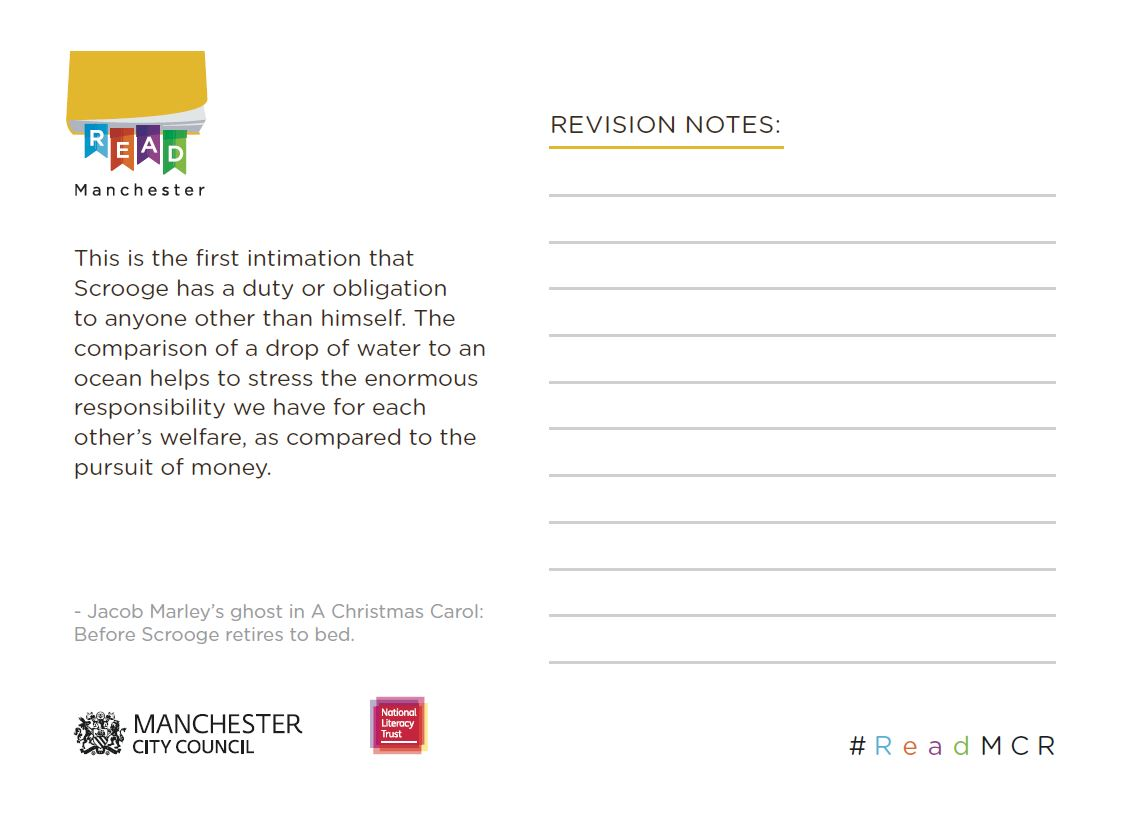 READ
Manchester
This is the first intimation that
Scrooge has a duty or obligation
to anyone other than himself. The
comparison of a drop of water to an
ocean helps to stress the enormous
responsibility we have for each
other’s welfare, as compared to the
pursuit of money.
- Jacob Marley’s ghost in A Christmas Carol:
Before Scrooge retires to bed.
MANCHESTER
CITY COUNCIL
National
Literacy
Trust
REVISION NOTES:
#ReadMCR